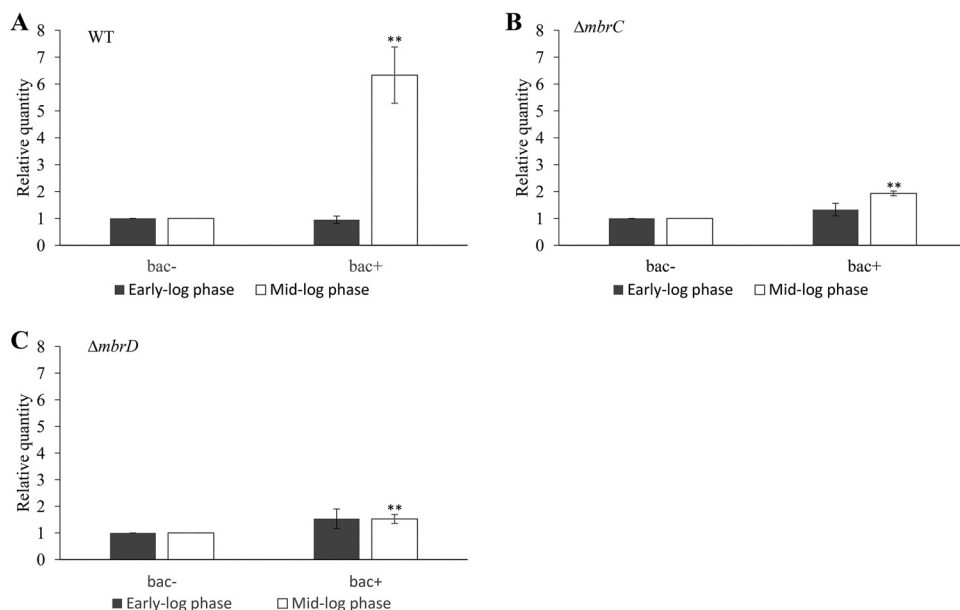 A
WT
8
7
6
5
4
3
2
1
0
Relative quantity
**
bac-
bac+
Early-log phase
Mid-log phase
B
ΔmbrC
8
7
6
5
4
3
2
1
0
Relative quantity
**
bac-
bac+
Early-log phase
Mid-log phase
C
ΔmbrD
8
7
6
5
4
3
2
1
0
Relative quantity
**
bac-
bac+
Early-log phase
Mid-log phase